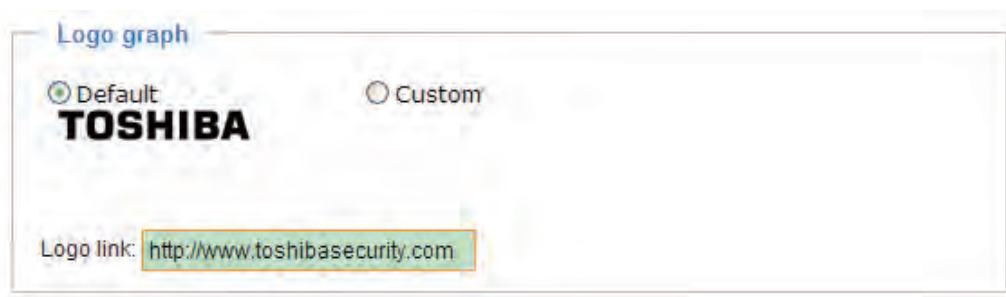 Logo graph
Default Custom
TOSHIBA
Logo link: http://www.toshibasecurity.com